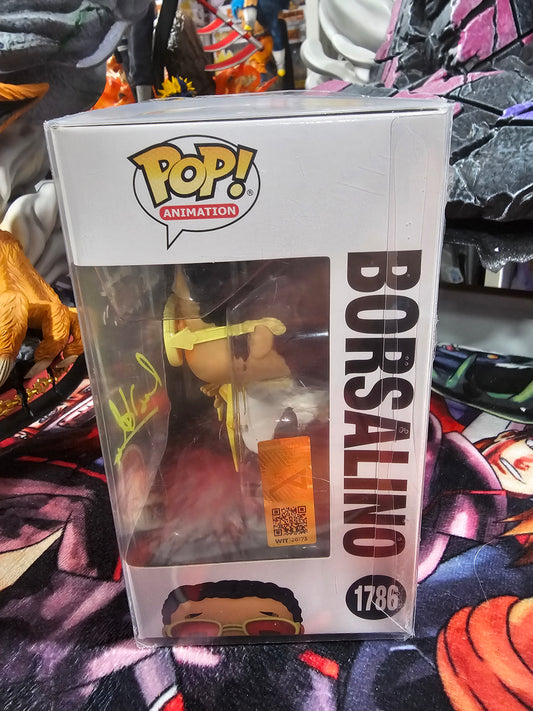 POP!
®
ANIMATION
BORSALINO
1786